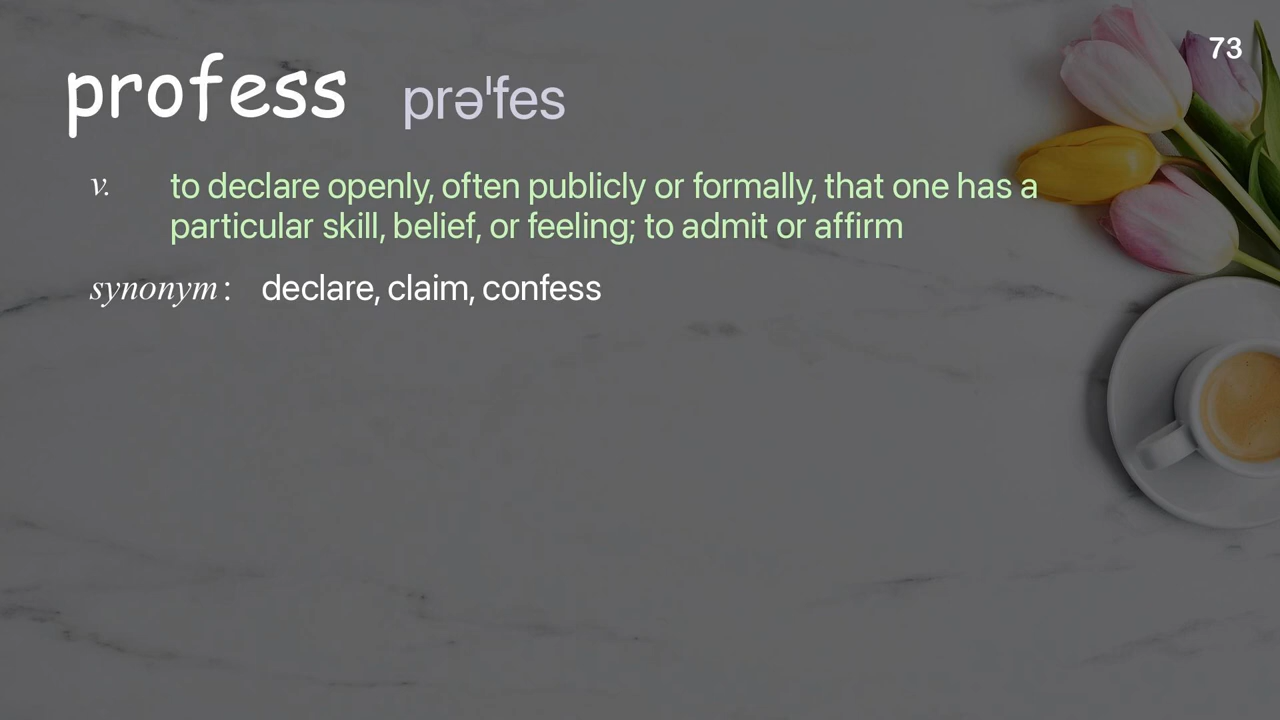 73
profess prəˈfes
v. to declare openly, often publicly or formally, that one has a
particular skill, belief, or feeling; to admit or affirm
synonym : declare, claim, confess